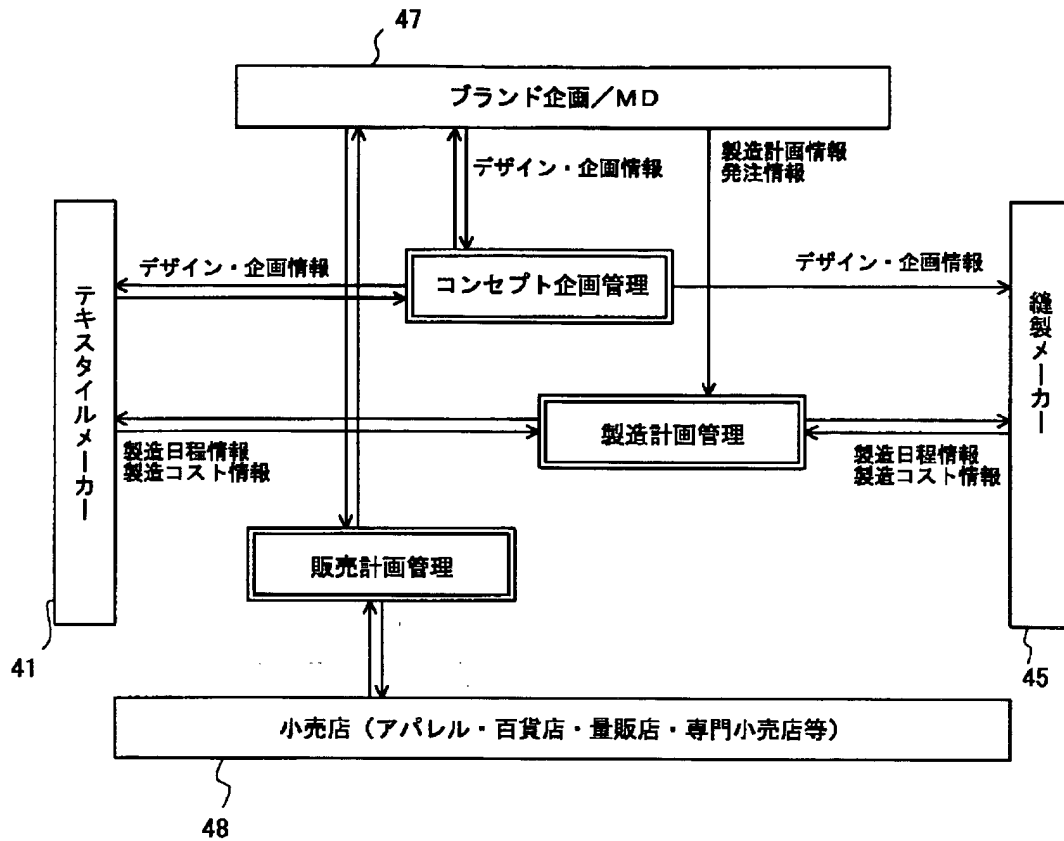 47
ブランド企画/MD
デザイン・企画情報
製造計画情報
発注情報
デザイン・企画情報
コンセプト企画管理
デザイン・企画情報
テキスタイルメーカー
縫製メーカー
製造計画管理
製造日程情報
製造コスト情報
製造日程情報
製造コスト情報
販売計画管理
41
45
小売店(アパレル・百貨店・量販店・専門小売店等)
48